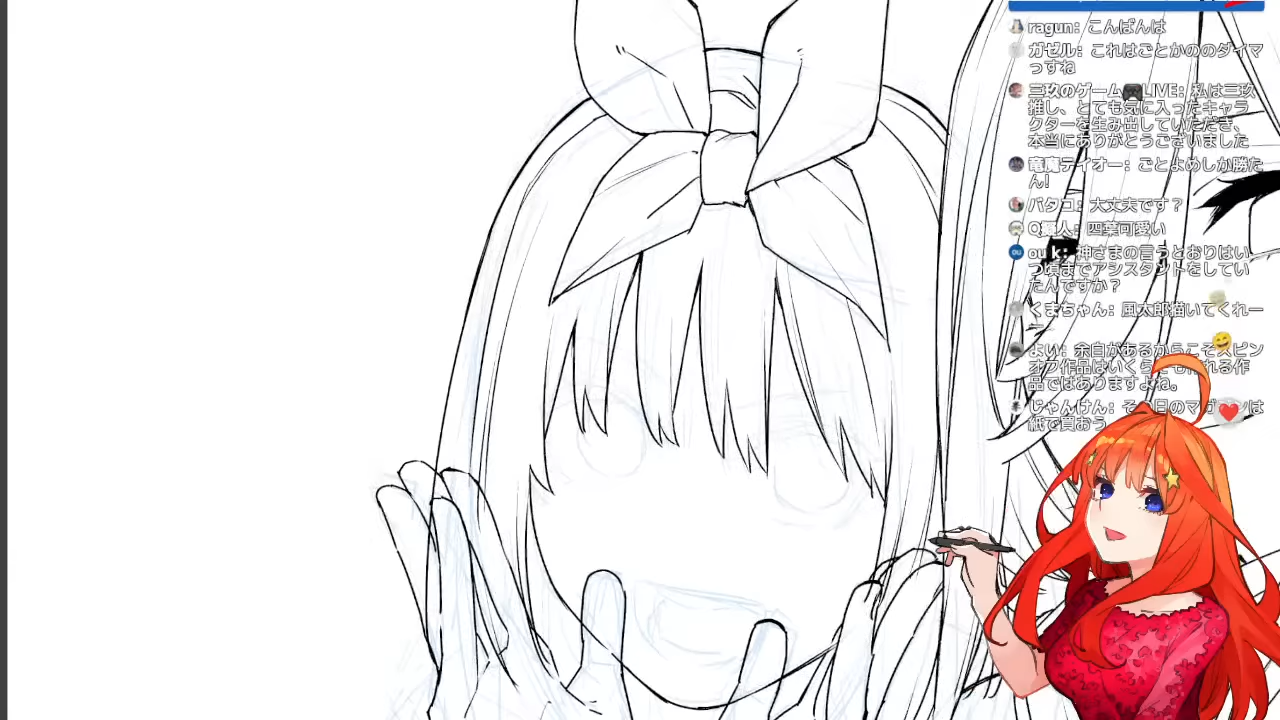 ragun: こんばんは
ガゼル: これはごとかののダイマ
っすね
三玖のゲーム🎮LIVE: 私は三玖
推し、とても気に入ったキャラ
クターを生み出していただき、
本当にありがとうございました
竜魔テイオー: ごとよめしか勝た
ん!
バタコ: 大丈夫です？
四葉可愛い
ou k: 神さまの言うとおりはい
つ頃までアシスタントをしてい
たんですか？
くまちゃん: 風太郎描いてくれー
ー
よい: 余白があるからこそスピン
オフ作品はいくらでも作れる作
品ではありますよね。
じゃんけん: その日のマガジンは
紙で買おう